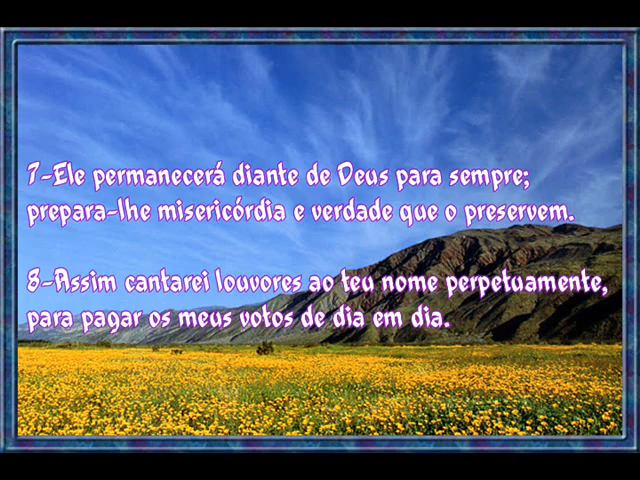 7-Ele permanecerá diante de Deus para sempre;
prepara-lhe misericórdia e verdade que o preservem.
8-Assim cantarei louvores ao teu nome perpetuamente,
para pagar os meus votos de dia em dia.